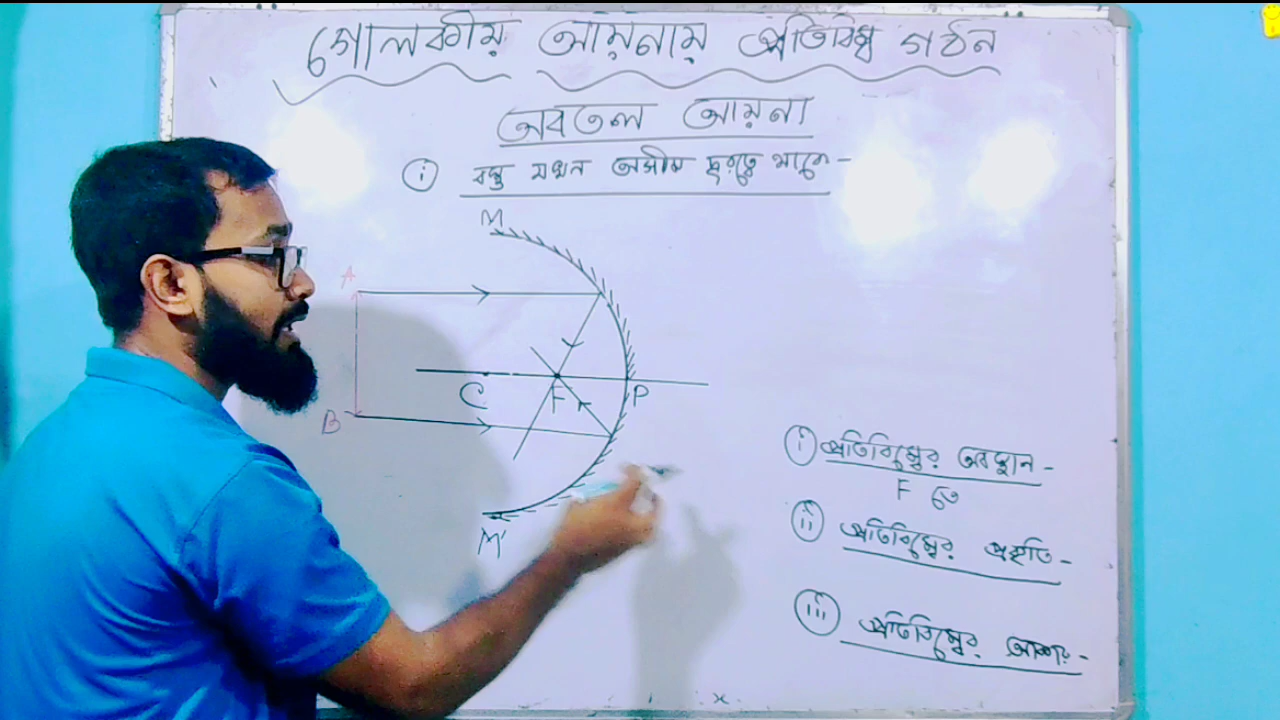 গোলকীয় আয়নায় প্রতিবিম্ব গঠন
অবতল আয়না
i বস্তু যখন অসীম দূরত্বে থাকে -
M
A
C F P
B
M'
i প্রতিবিম্বের অবস্থান -
F তে
ii প্রতিবিম্বের প্রকৃতি -
iii প্রতিবিম্বের আকার -